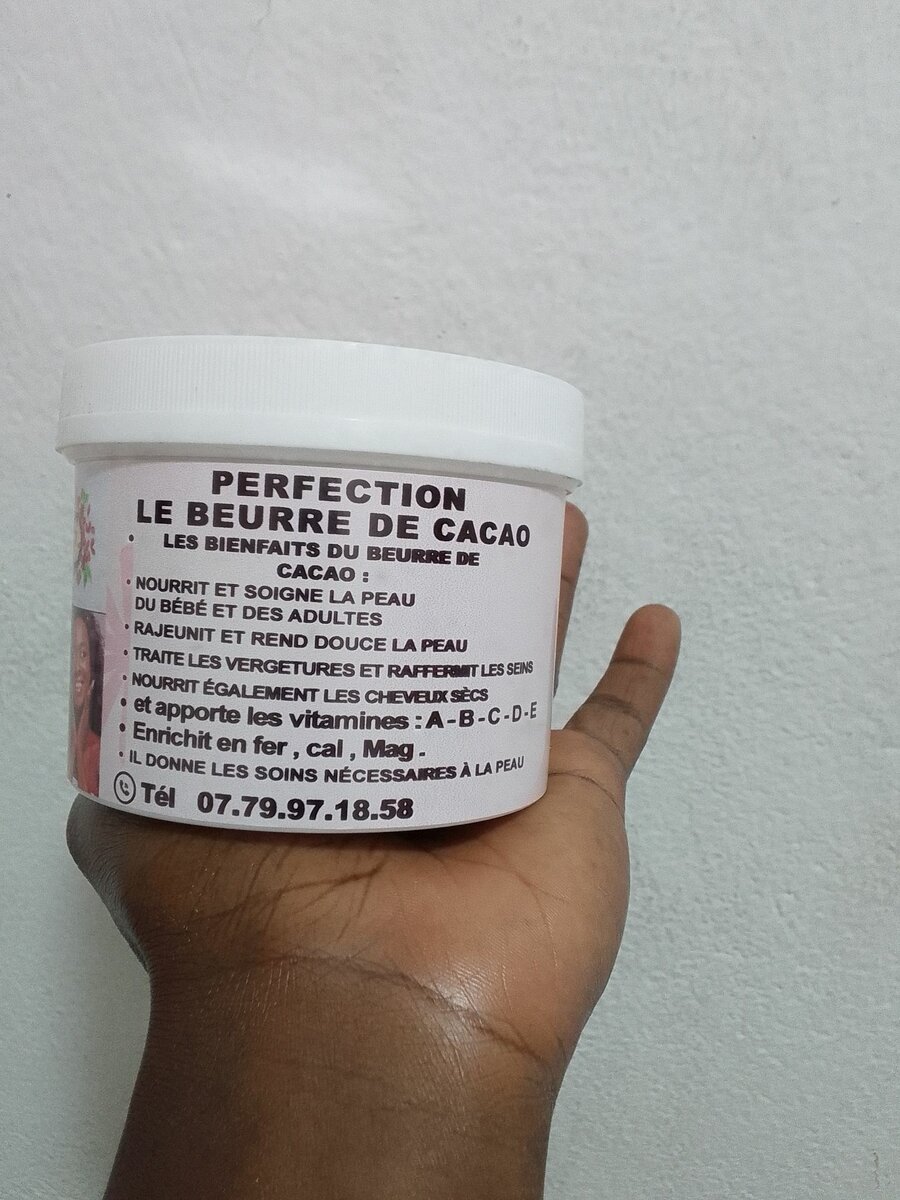 PERFECTION
LE BEURRE DE CACAO
• LES BIENFAITS DU BEURRE DE
CACAO :
• NOURRIT ET SOIGNE LA PEAU
DU BÉBÉ ET DES ADULTES
• RAJEUNIT ET REND DOUCE LA PEAU
• TRAITE LES VERGETURES ET RAFFERMIT LES SEINS
• NOURRIT ÉGALEMENT LES CHEVEUX SÈCS
• et apporte les vitamines : A-B-C-D-E
• Enrichit en fer , cal , Mag .
• IL DONNE LES SOINS NÉCESSAIRES À LA PEAU
Tél 07.79.97.18.58